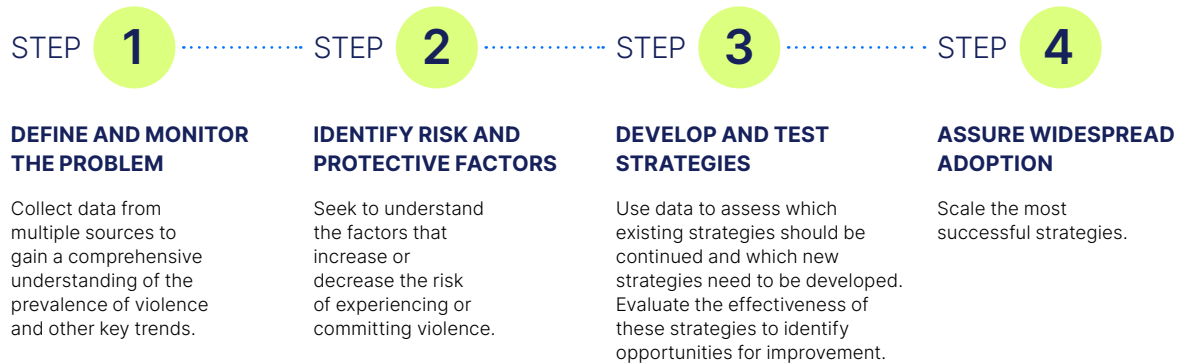 STEP 1
DEFINE AND MONITOR
THE PROBLEM
Collect data from
multiple sources to
gain a comprehensive
understanding of the
prevalence of violence
and other key trends.
STEP 2
IDENTIFY RISK AND
PROTECTIVE FACTORS
Seek to understand
the factors that
increase or
decrease the risk
of experiencing or
committing violence.
STEP 3
DEVELOP AND TEST
STRATEGIES
Use data to assess which
existing strategies should be
continued and which new
strategies need to be developed.
Evaluate the effectiveness of
these strategies to identify
opportunities for improvement.
STEP 4
ASSURE WIDESPREAD
ADOPTION
Scale the most
successful strategies.